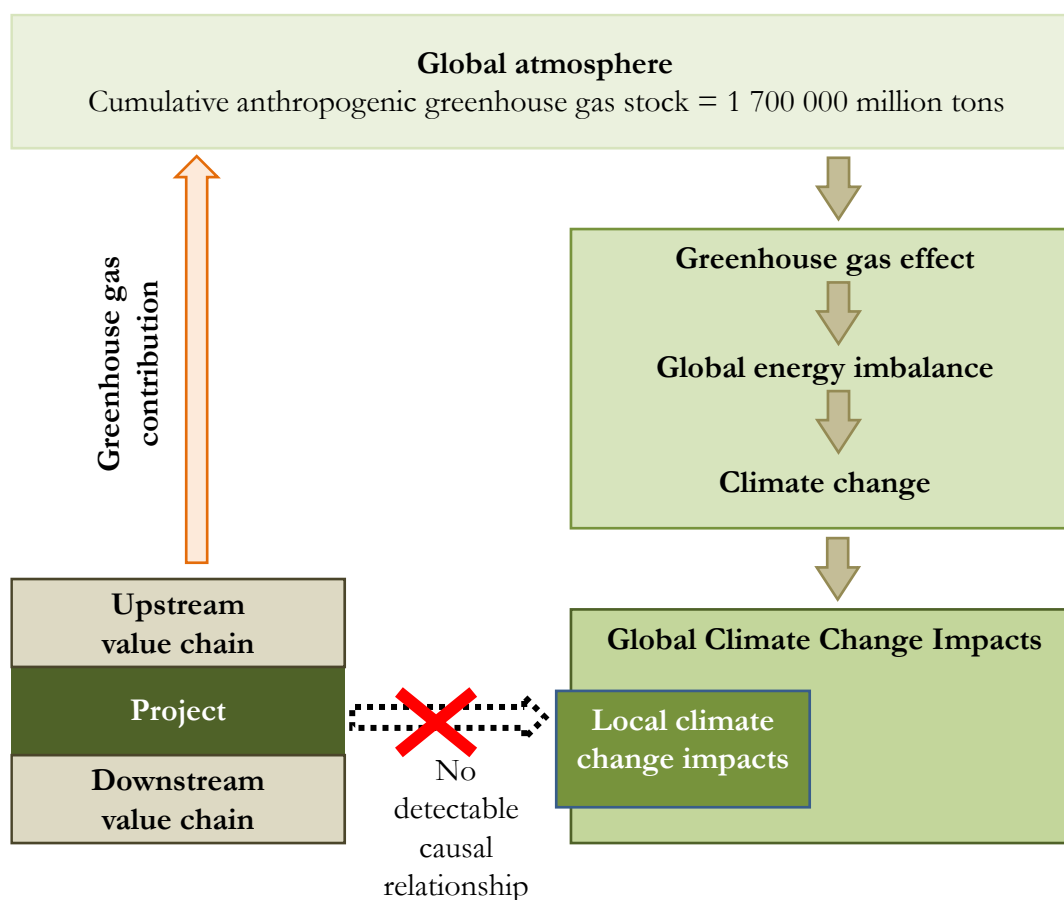 Global atmosphere
Cumulative anthropogenic greenhouse gas stock = 1 700 000 million tons
Greenhouse gas
contribution
Greenhouse gas effect
Global energy imbalance
Climate change
Upstream
value chain
Project
Downstream
value chain
No
detectable
causal
relationship
Global Climate Change Impacts
Local climate
change impacts